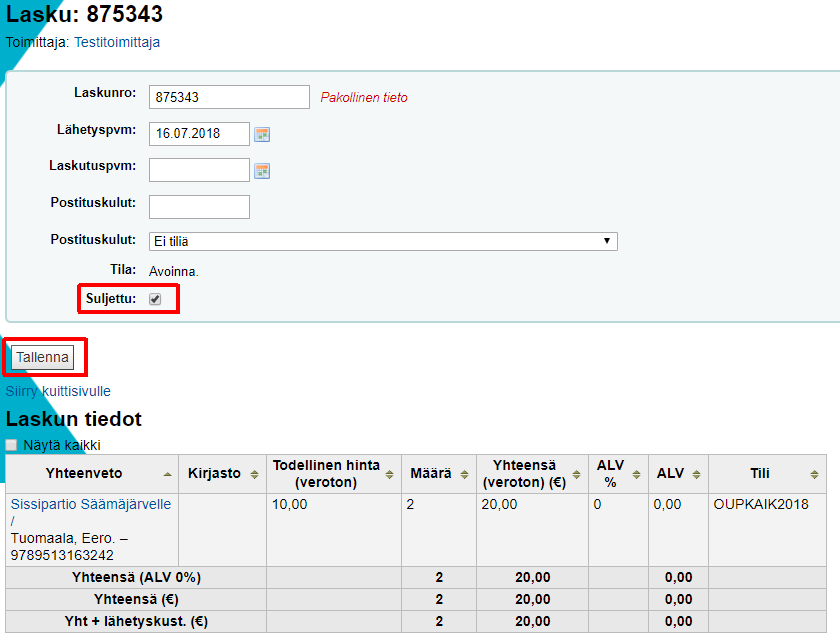 Lasku: 875343
Toimittaja: Testitoimittaja
Laskunro: 875343 Pakollinen tieto
Lähetyspvm: 16.07.2018
Laskutuspvm:
Postituskulut:
Postituskulut: Ei tiliä
Tila: Avoinna.
Suljettu:
Tallenna
Siirry kuittisivulle
Laskun tiedot
Näytä kaikki
Yhteenveto Kirjasto Todellinen hinta (veroton) Määrä Yhteensä (veroton) (€) ALV % ALV Tili
Sissipartio Säämäjärvelle 10,00 2 20,00 0 0,00 OUPKAIK2018
/
Tuomaala, Eero. –
9789513163242
Yhteensä (ALV 0%) 2 20,00 0,00
Yhteensä (€) 2 20,00 0,00
Yht + lähetyskust. (€) 2 20,00 0,00